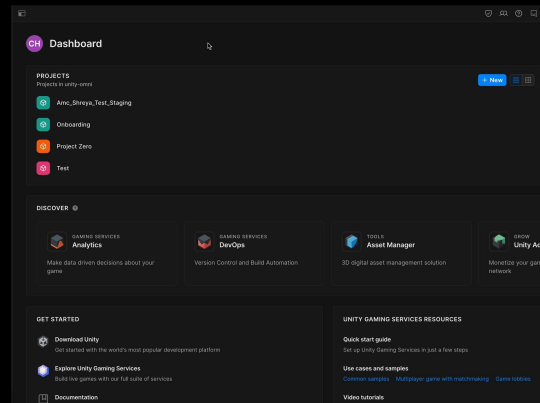 CH Dashboard
PROJECTS
Projects in unity-omni
+ New
Amc_Shreya_Test_Staging
Onboarding
Project Zero
Test
DISCOVER
GAMING SERVICES
Analytics
Make data driven decisions about your
game
GAMING SERVICES
DevOps
Version Control and Build Automation
TOOLS
Asset Manager
3D digital asset management solution
GROW
Unity Ad
Monetize your gam
network
GET STARTED
Download Unity
Get started with the world's most popular development platform
Explore Unity Gaming Services
Build live games with our full suite of services
Documentation
UNITY GAMING SERVICES RESOURCES
Quick start guide
Set up Unity Gaming Services in just a few steps
Use cases and samples
Common samples Multiplayer game with matchmaking Game lobbies
Video tutorials